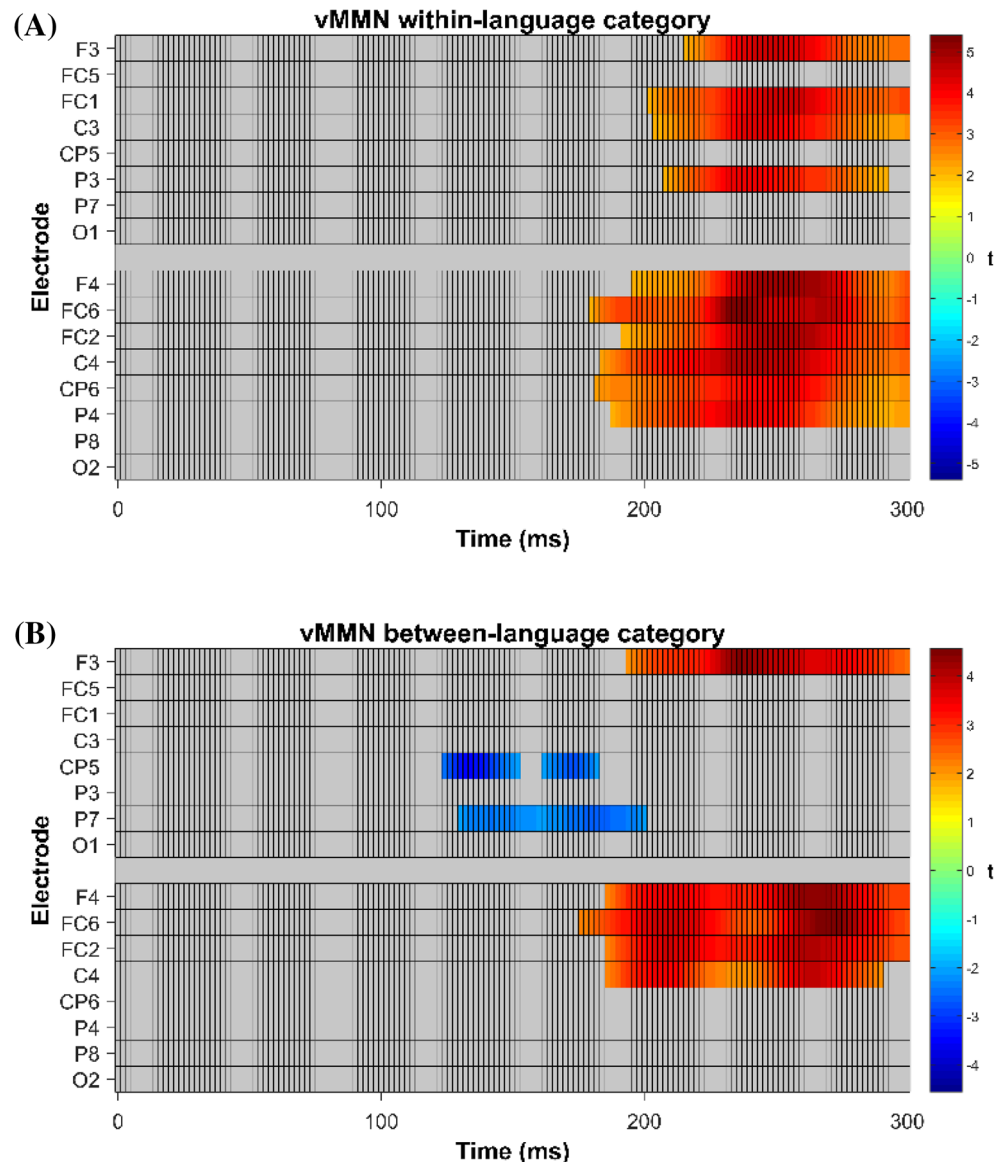 (A)
vMMN within-language category
F3
FC5
FC1
C3
CP5
P3
P7
O1
F4
FC6
FC2
C4
CP6
P4
P8
O2
Electrode
0 100 200 300
Time (ms)
5
4
3
2
1
0
-1
-2
-3
-4
-5
t
(B)
vMMN between-language category
F3
FC5
FC1
C3
CP5
P3
P7
O1
F4
FC6
FC2
C4
CP6
P4
P8
O2
Electrode
0 100 200 300
Time (ms)
4
3
2
1
0
-1
-2
-3
-4
t